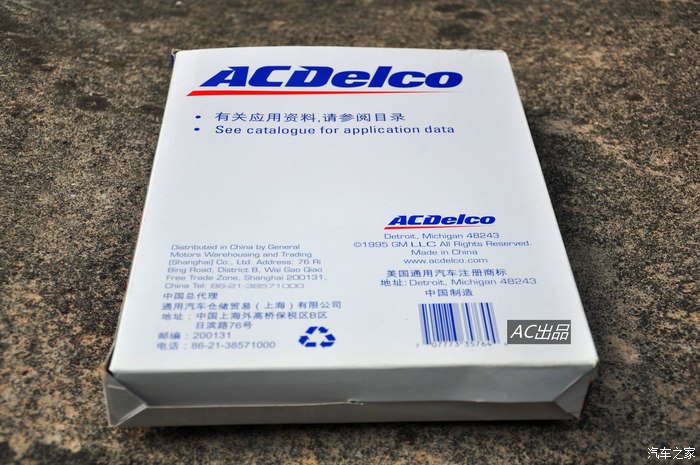 ACDelco
• 有关应用资料,请参阅目录
• See catalogue for application data
ACDelco
Detroit, Michigan 48243
©1995 GM LLC All Rights Reserved.
Made in China
www.acdelco.com
美国通用汽车注册商标
地址: Detroit, Michigan 48243
中国制造
Distributed in China by General
Motors Warehousing and Trading
(Shanghai) Co., Ltd. Address: 76 Ri
Bing Road, District B, Wai Gao Qiao
Free Trade Zone, Shanghai 200131,
China Tel: 86-21-38571000
中国总代理
通用汽车仓储贸易（上海）有限公司
地址：中国上海外高桥保税区B区
日滨路76号
邮编：200131
电话：86-21-38571000
7 07773 35764
AC出品
汽车之家